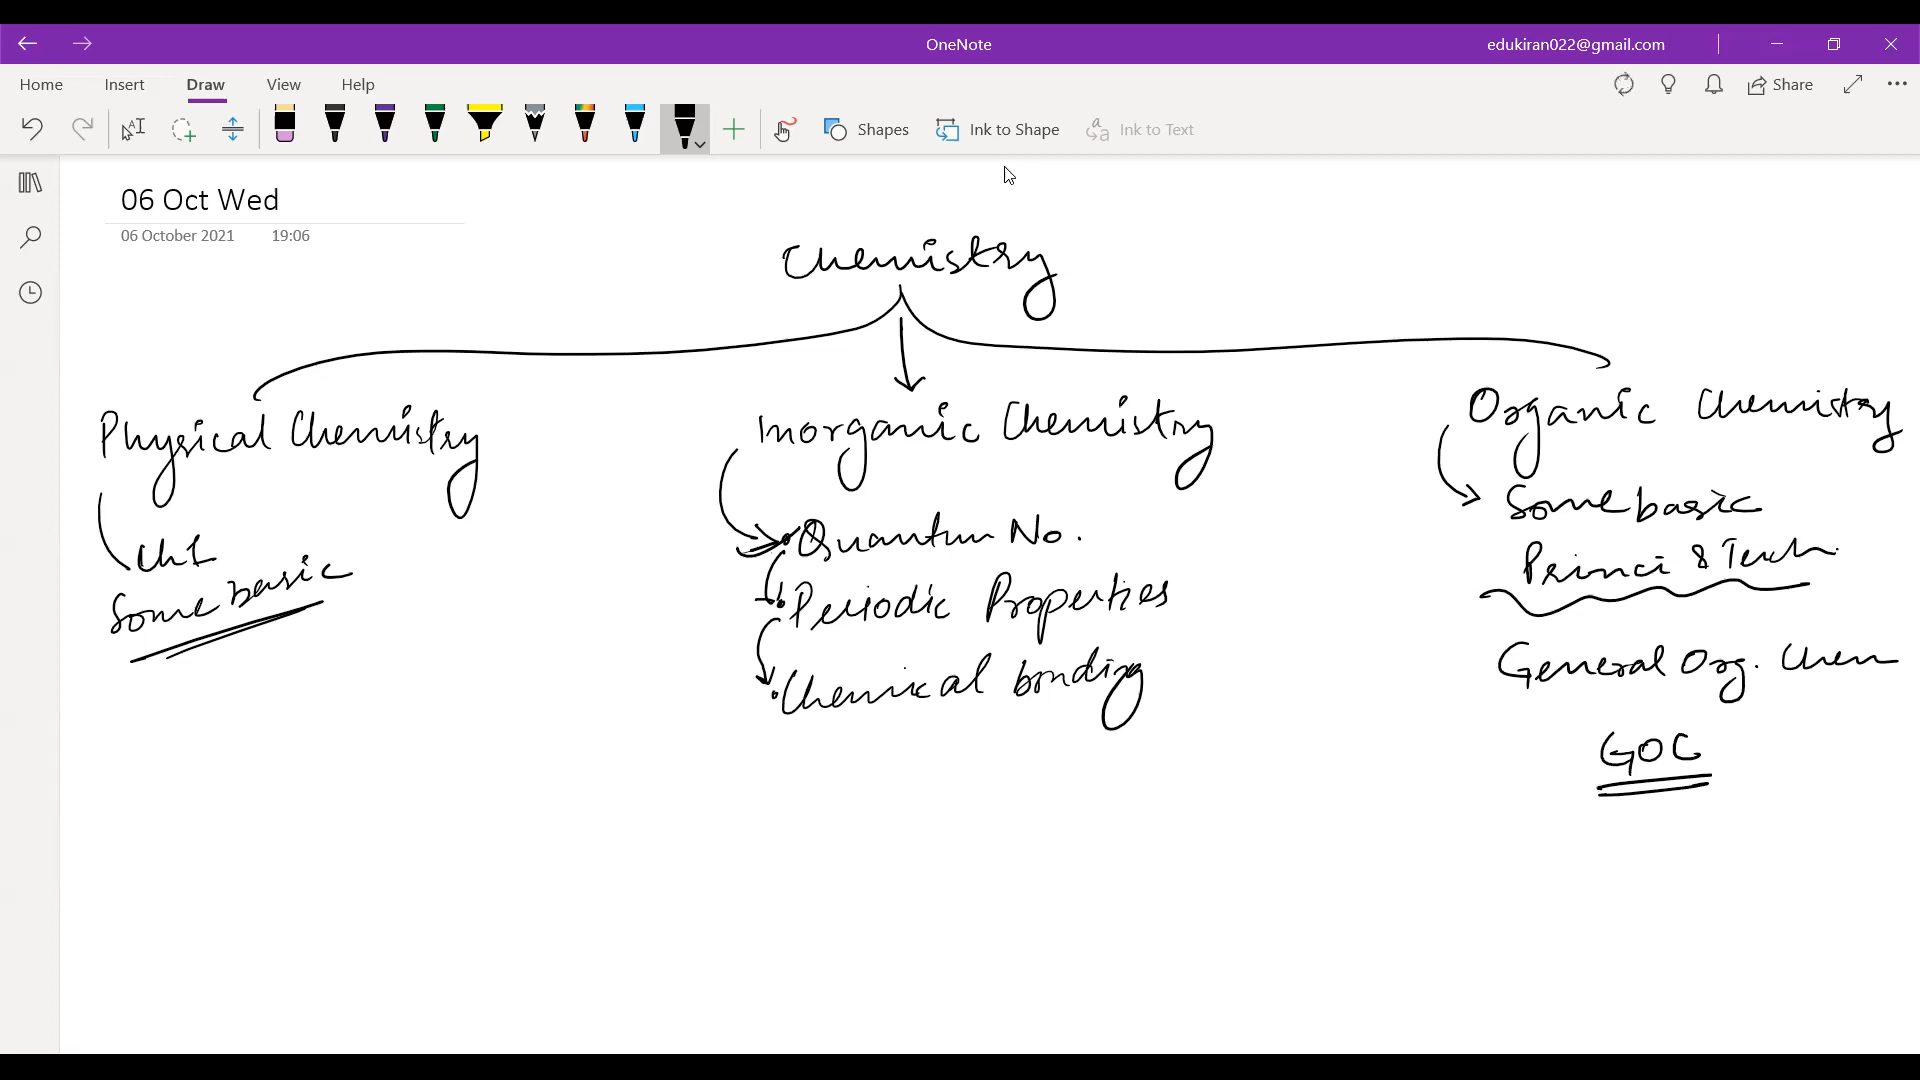 OneNote
edukiran022@gmail.com
Home Insert Draw View Help
Share
Shapes Ink to Shape Ink to Text
06 Oct Wed
06 October 2021 19:06
Chemistry
Physical Chemistry
Ch1
Some basic
Inorganic Chemistry
Quantum No.
Periodic Properties
Chemical bonding
Organic Chemistry
Some basic
Princi & Tech.
General Org. Chem
GOC